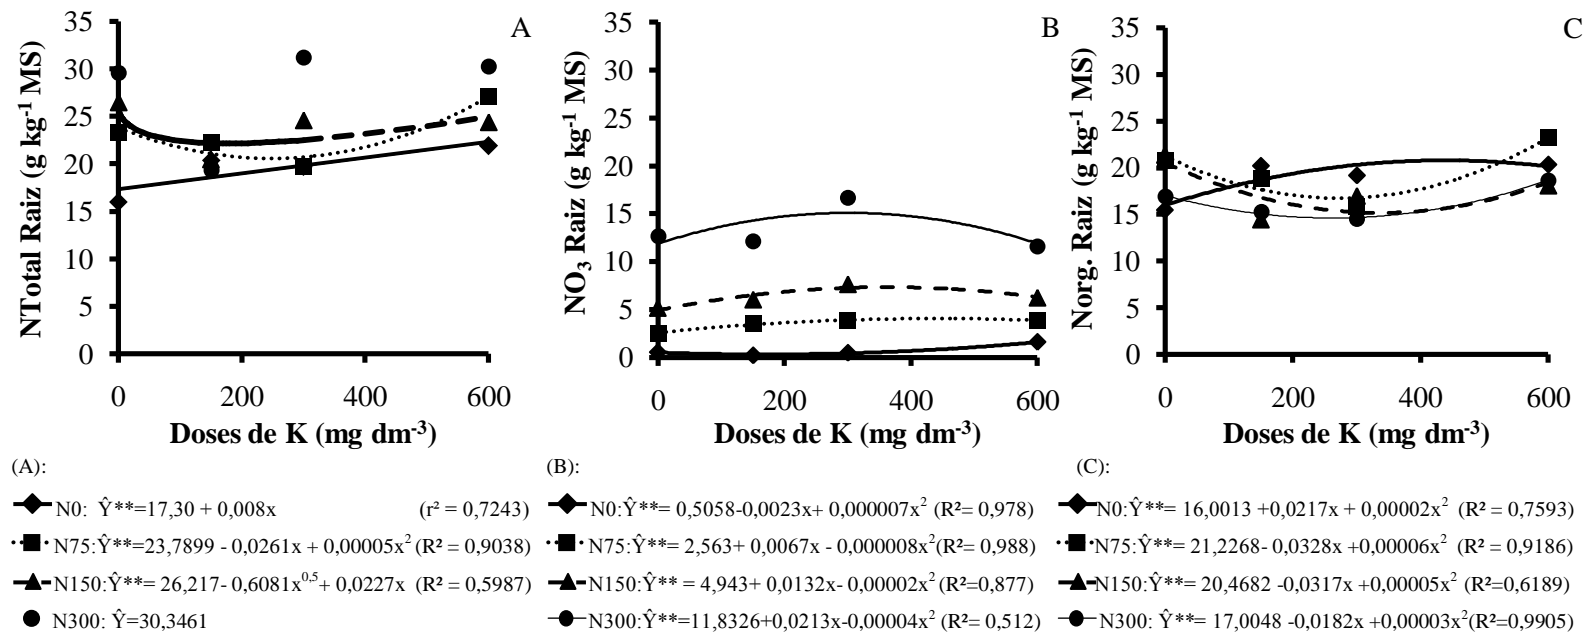 A
NTotal Raiz (g kg⁻¹ MS)
35
30
25
20
15
10
5
0
0 200 400 600
Doses de K (mg dm⁻³)
B
NO₃ Raiz (g kg⁻¹ MS)
35
30
25
20
15
10
5
0
0 200 400 600
Doses de K (mg dm⁻³)
C
Norg. Raiz (g kg⁻¹ MS)
35
30
25
20
15
10
5
0
0 200 400 600
Doses de K (mg dm⁻³)
(A):
N0: Ŷ**=17,30 + 0,008x (r² = 0,7243)
N75:Ŷ**=23,7899 - 0,0261x + 0,00005x² (R² = 0,9038)
N150:Ŷ**= 26,217- 0,6081x⁰,⁵+ 0,0227x (R² = 0,5987)
N300: Ŷ=30,3461
(B):
N0:Ŷ**= 0,5058-0,0023x+ 0,000007x² (R²= 0,978)
N75:Ŷ**= 2,563+ 0,0067x - 0,000008x²(R²= 0,988)
N150:Ŷ** = 4,943+ 0,0132x- 0,00002x² (R²=0,877)
N300:Ŷ**=11,8326+0,0213x-0,00004x² (R²= 0,512)
(C):
N0:Ŷ**= 16,0013 +0,0217x + 0,00002x² (R² = 0,7593)
N75:Ŷ**= 21,2268- 0,0328x +0,00006x² (R² = 0,9186)
N150:Ŷ**= 20,4682 -0,0317x +0,00005x² (R²=0,6189)
N300: Ŷ** = 17,0048 -0,0182x +0,00003x²(R²=0,9905)